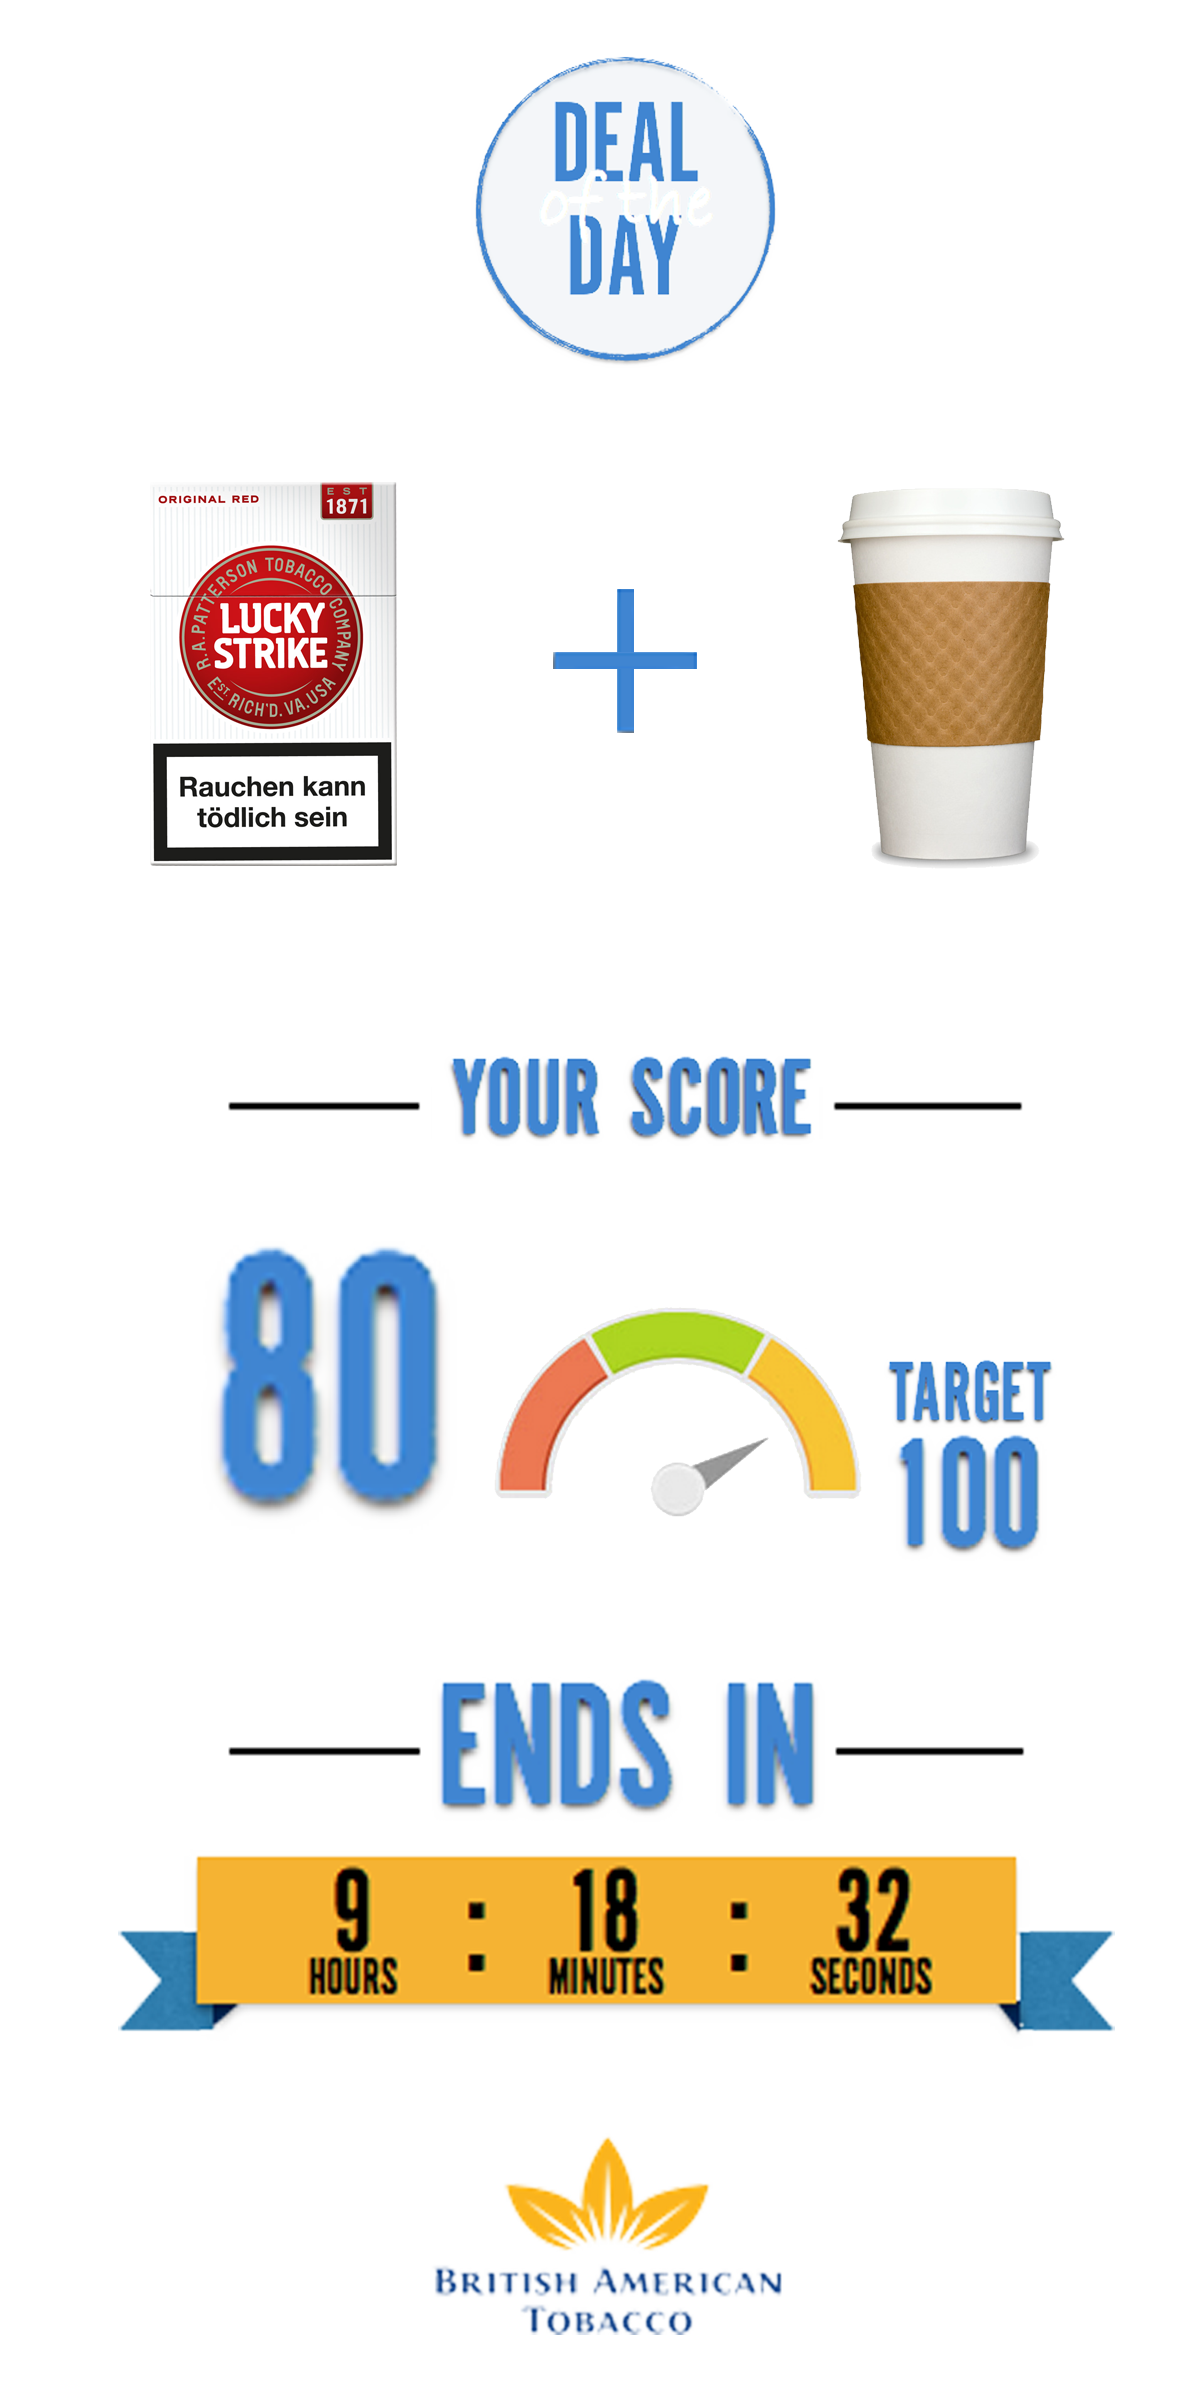 DEAL
of the
DAY
ORIGINAL RED
EST
1871
R.A.PATTERSON TOBACCO COMPANY
LUCKY
STRIKE
EST. RICH'D. VA. USA
Rauchen kann
tödlich sein
YOUR SCORE
80
TARGET
100
ENDS IN
9 : 18 : 32
HOURS MINUTES SECONDS
BRITISH AMERICAN
TOBACCO